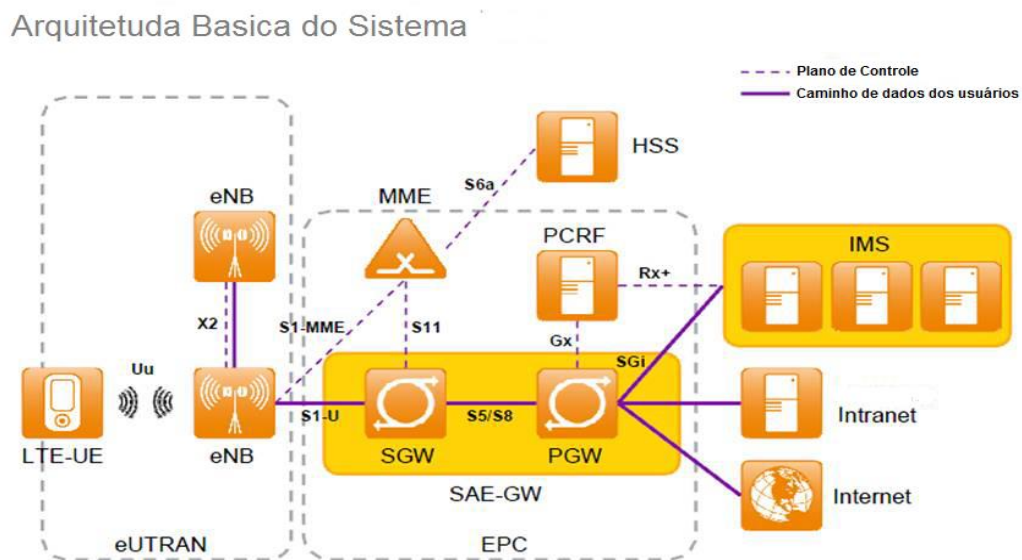 Arquitetuda Basica do Sistema
Plano de Controle
Caminho de dados dos usuários
HSS
S6a
eNB
MME
PCRF
IMS
Rx+
X2
S1-MME
S11
Gx
SGi
Uu
S1-U
S5/S8
Intranet
LTE-UE
eNB
SGW
PGW
SAE-GW
Internet
eUTRAN
EPC